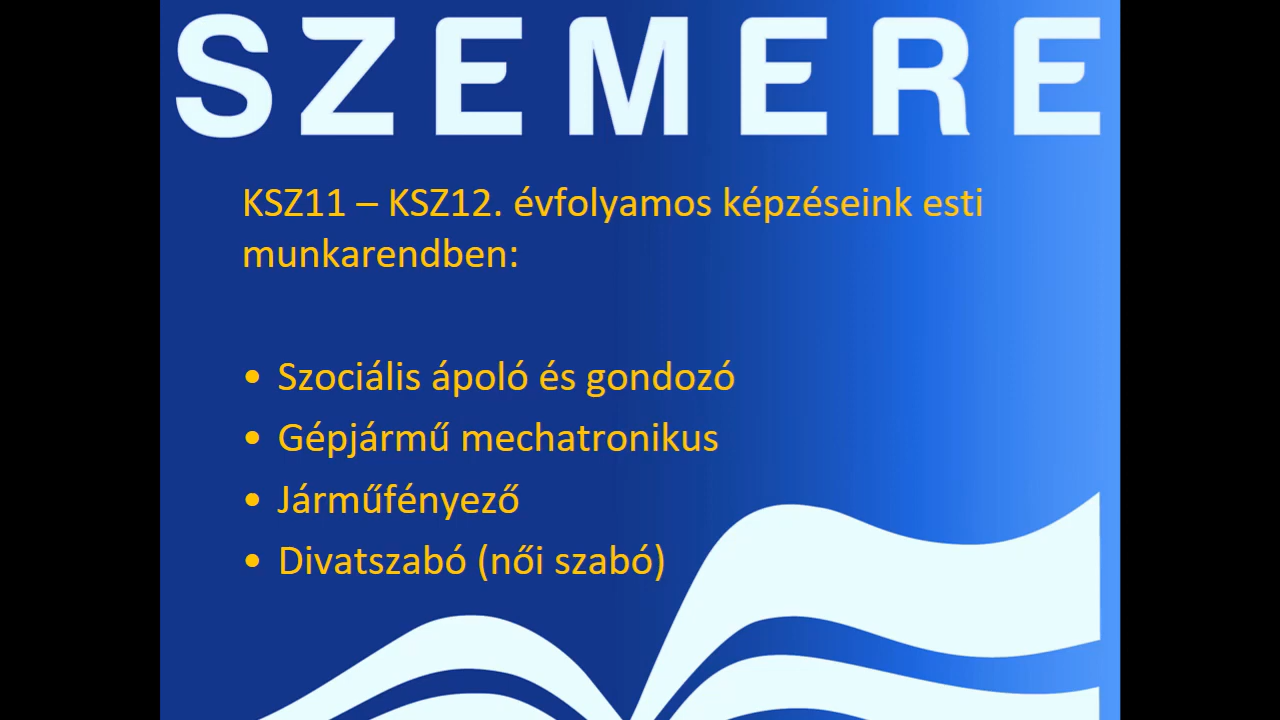 SZEMERE
KSZ11 – KSZ12. évfolyamos képzéseink esti
munkarendben:
• Szociális ápoló és gondozó
• Gépjármű mechatronikus
• Járműfényező
• Divatszabó (női szabó)